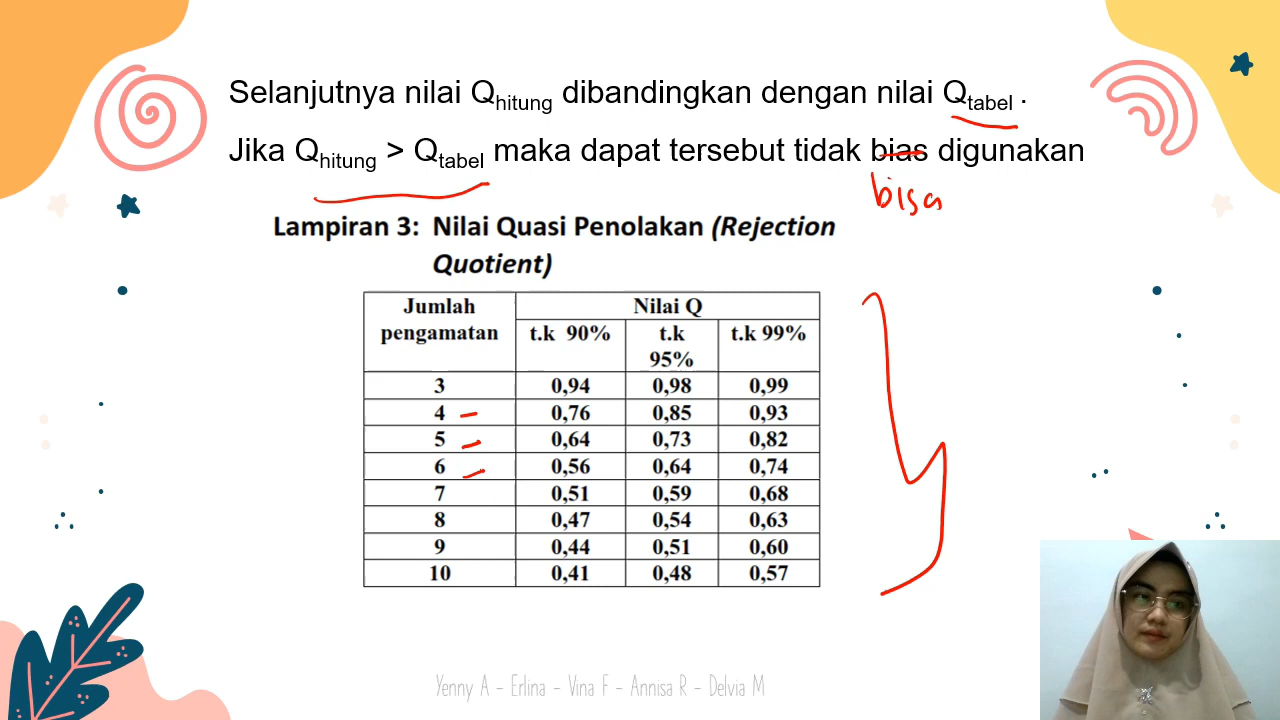 Selanjutnya nilai Qhitung dibandingkan dengan nilai Qtabel .
Jika Qhitung > Qtabel maka dapat tersebut tidak bias digunakan
bisa
Lampiran 3: Nilai Quasi Penolakan (Rejection
Quotient)
Jumlah pengamatan Nilai Q
t.k 90% t.k 95% t.k 99%
3 0,94 0,98 0,99
4 0,76 0,85 0,93
5 0,64 0,73 0,82
6 0,56 0,64 0,74
7 0,51 0,59 0,68
8 0,47 0,54 0,63
9 0,44 0,51 0,60
10 0,41 0,48 0,57
Yenny A - Erlina - Vina F - Annisa R - Delvia M